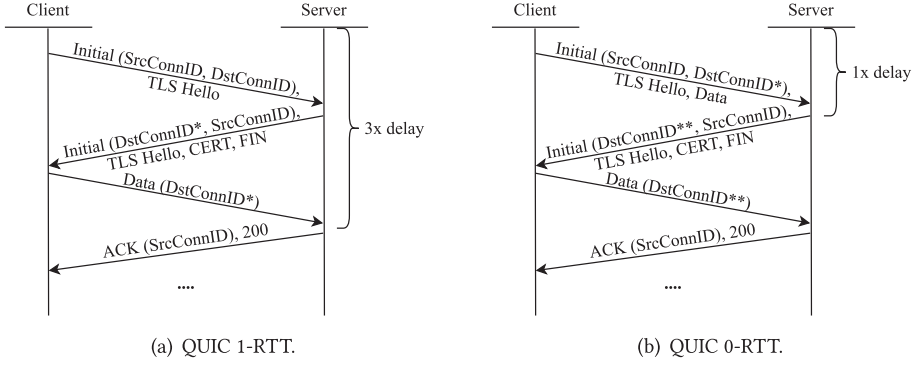 Client
Server
Initial (SrcConnID, DstConnID),
TLS Hello
Initial (DstConnID*, SrcConnID),
TLS Hello, CERT, FIN
Data (DstConnID*)
ACK (SrcConnID), 200
....
3x delay
(a) QUIC 1-RTT.
Client
Server
Initial (SrcConnID, DstConnID*),
TLS Hello, Data
Initial (DstConnID**, SrcConnID),
TLS Hello, CERT, FIN
Data (DstConnID**)
ACK (SrcConnID), 200
....
1x delay
(b) QUIC 0-RTT.